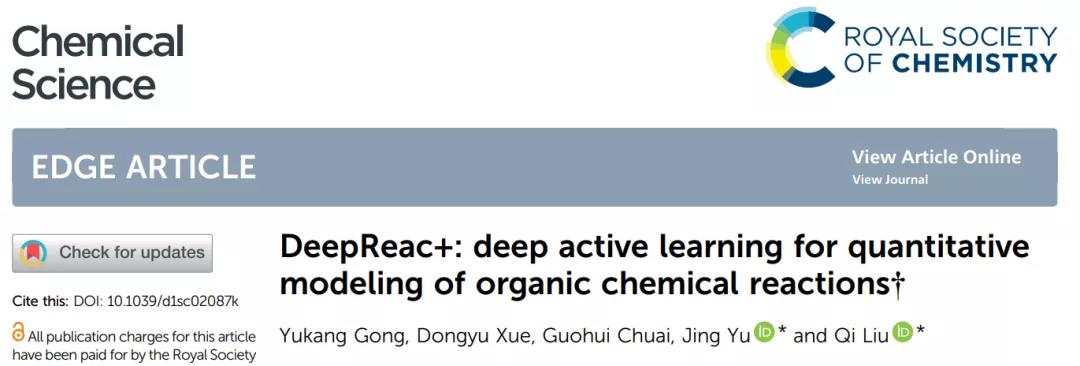 Chemical
Science
ROYAL SOCIETY
OF CHEMISTRY
EDGE ARTICLE
View Article Online
View Journal
Check for updates
Cite this: DOI: 10.1039/d1sc02087k
All publication charges for this article
have been paid for by the Royal Society
DeepReac+: deep active learning for quantitative
modeling of organic chemical reactions†
Yukang Gong, Dongyu Xue, Guohui Chuai, Jing Yu iD * and Qi Liu iD *